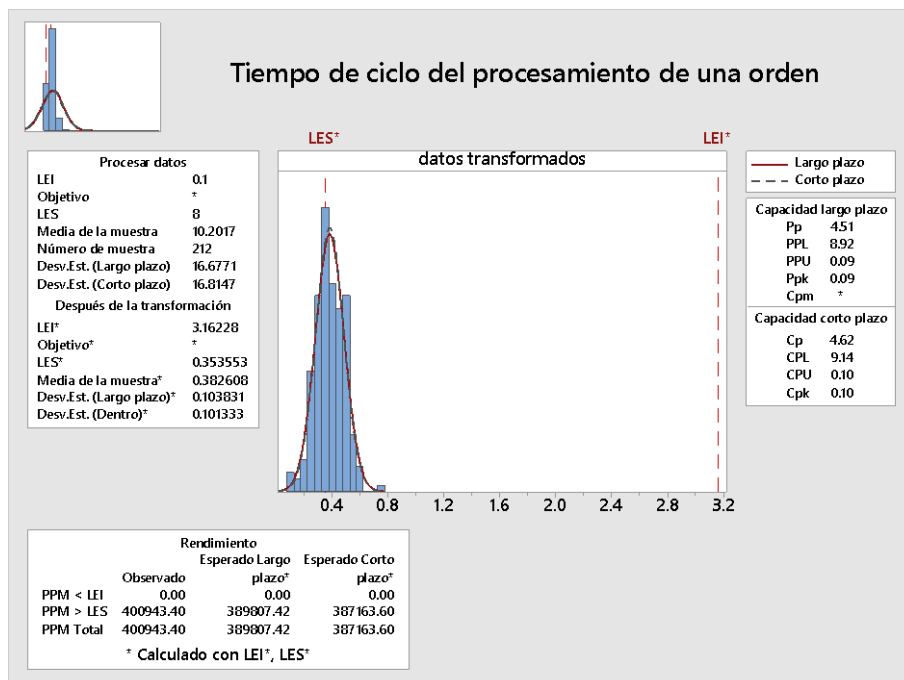 Tiempo de ciclo del procesamiento de una orden
LES* LEI*
datos transformados
Procesar datos
LEI 0.1
Objetivo *
LES 8
Media de la muestra 10.2017
Número de muestra 212
Desv.Est. (Largo plazo) 16.6771
Desv.Est. (Corto plazo) 16.8147
Después de la transformación
LEI* 3.16228
Objetivo* *
LES* 0.353553
Media de la muestra* 0.382608
Desv.Est. (Largo plazo)* 0.103831
Desv.Est. (Dentro)* 0.101333
Largo plazo
Corto plazo
Capacidad largo plazo
Pp 4.51
PPL 8.92
PPU 0.09
Ppk 0.09
Cpm *
Capacidad corto plazo
Cp 4.62
CPL 9.14
CPU 0.10
Cpk 0.10
0.4 0.8 1.2 1.6 2.0 2.4 2.8 3.2
Rendimiento
Esperado Largo Esperado Corto
Observado plazo* plazo*
PPM < LEI 0.00 0.00 0.00
PPM > LES 400943.40 389807.42 387163.60
PPM Total 400943.40 389807.42 387163.60
* Calculado con LEI*, LES*